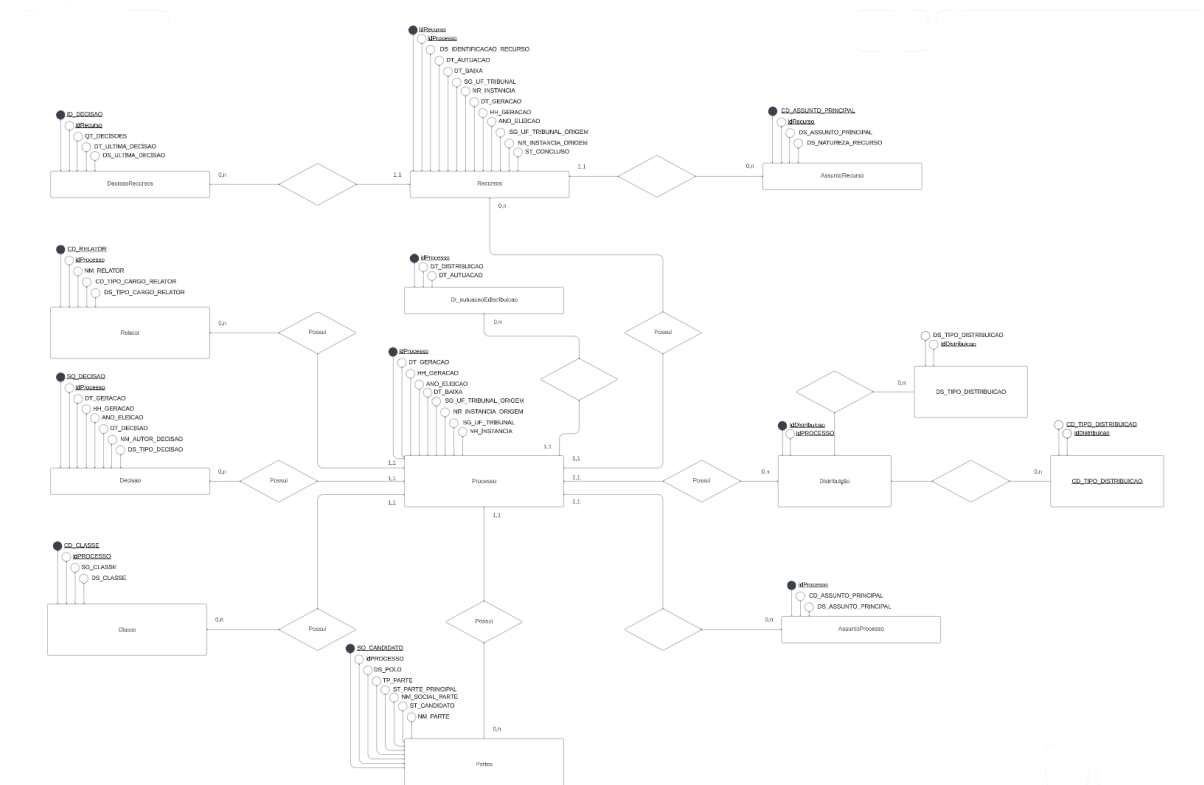 idRecurso
idProcesso
DS_IDENTIFICACAO_RECURSO
DT_AUTUACAO
DT_BAIXA
SG_UF_TRIBUNAL
NR_INSTANCIA
DT_GERACAO
HH_GERACAO
ANO_ELEICAO
SG_UF_TRIBUNAL_ORIGEM
NR_INSTANCIA_ORIGEM
ST_CONCLUSO
ID_DECISAO
idRecurso
QT_DECISOES
DT_ULTIMA_DECISAO
DS_ULTIMA_DECISAO
CD_ASSUNTO_PRINCIPAL
idRecurso
DS_ASSUNTO_PRINCIPAL
DS_NATUREZA_RECURSO
DecisaoRecursos
0,n
1,1
Recursos
1,1
0,n
AssuntoRecurso
0,n
CD_RELATOR
idProcesso
NM_RELATOR
CD_TIPO_CARGO_RELATOR
DS_TIPO_CARGO_RELATOR
idProcesso
DT_DISTRIBUICAO
DT_AUTUACAO
Dt_autuacaoEdistribuicao
0,n
Relator
0,n
Possui
Possui
DS_TIPO_DISTRIBUICAO
idDistribuicao
0,n
DS_TIPO_DISTRIBUICAO
idProcesso
DT_GERACAO
HH_GERACAO
ANO_ELEICAO
DT_BAIXA
SG_UF_TRIBUNAL_ORIGEM
NR_INSTANCIA_ORIGEM
SG_UF_TRIBUNAL
NR_INSTANCIA
1,1
SQ_DECISAO
idProcesso
DT_GERACAO
HH_GERACAO
ANO_ELEICAO
DT_DECISAO
NM_AUTOR_DECISAO
DS_TIPO_DECISAO
idDistribuicao
idPROCESSO
CD_TIPO_DISTRIBUICAO
idDistribuicao
Decisao
0,n
Possui
1,1
1,1
1,1
Processo
1,1
1,1
1,1
1,1
Possui
0,n
Distribuição
0,n
CD_TIPO_DISTRIBUICAO
CD_CLASSE
idPROCESSO
SG_CLASSE
DS_CLASSE
Classe
0,n
Possui
Possui
idProcesso
CD_ASSUNTO_PRINCIPAL
DS_ASSUNTO_PRINCIPAL
0,n
AssuntoProcesso
SQ_CANDIDATO
idPROCESSO
DS_POLO
TP_PARTE
ST_PARTE_PRINCIPAL
NM_SOCIAL_PARTE
ST_CANDIDATO
NM_PARTE
0,n
Partes